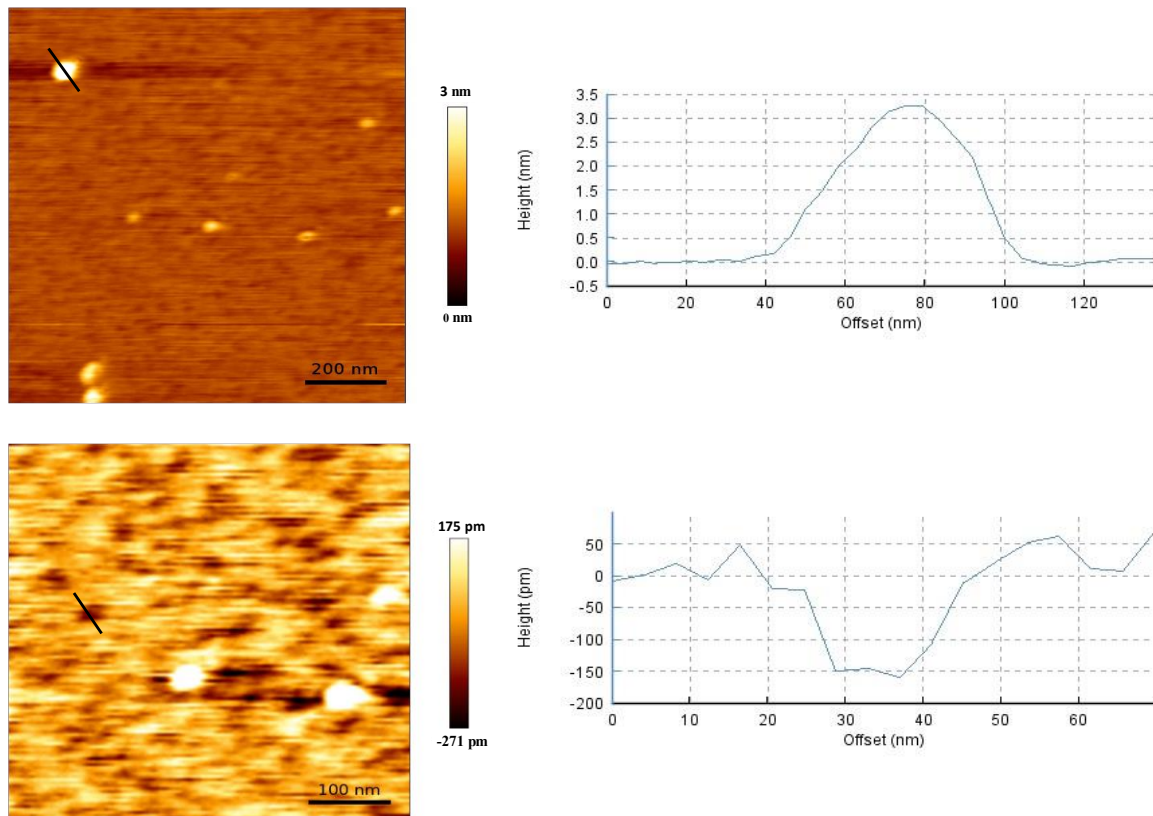 3 nm
0 nm
200 nm
Height (nm)
3.5
3.0
2.5
2.0
1.5
1.0
0.5
0.0
-0.5
0 20 40 60 80 100 120
Offset (nm)
175 pm
-271 pm
100 nm
Height (pm)
50
0
-50
-100
-150
-200
0 10 20 30 40 50 60
Offset (nm)